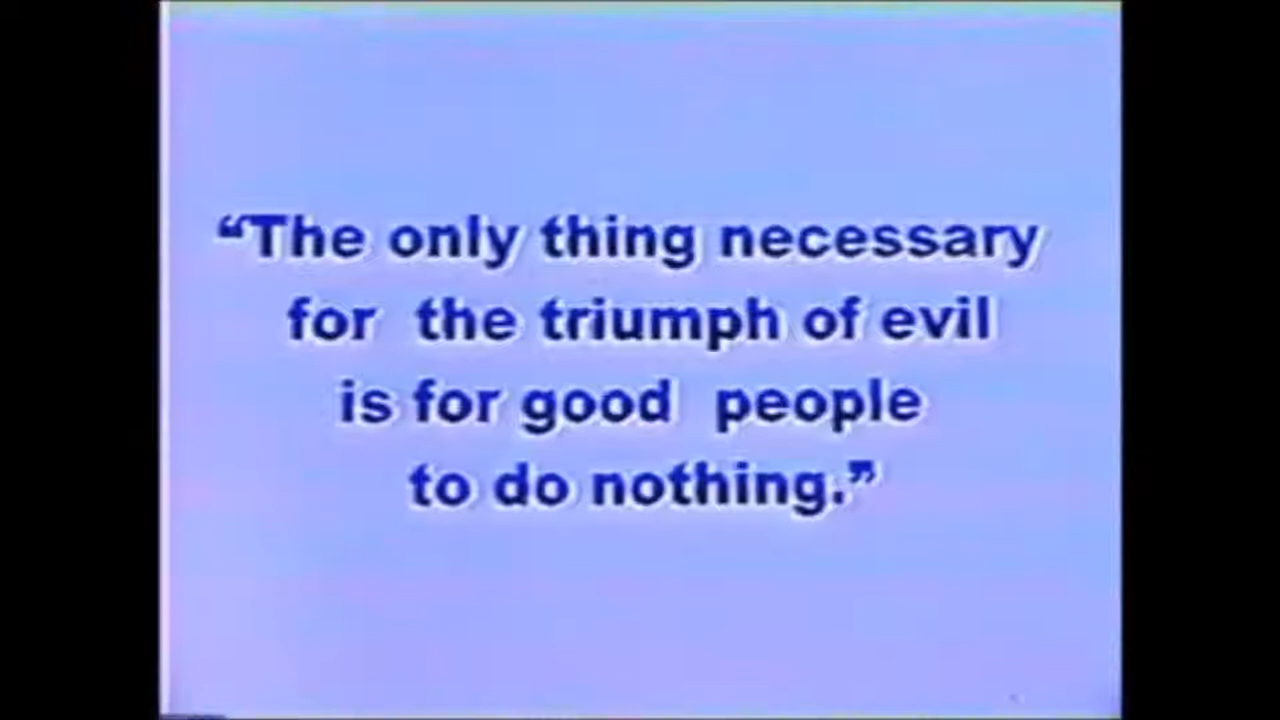 “The only thing necessary
for the triumph of evil
is for good people
to do nothing.”